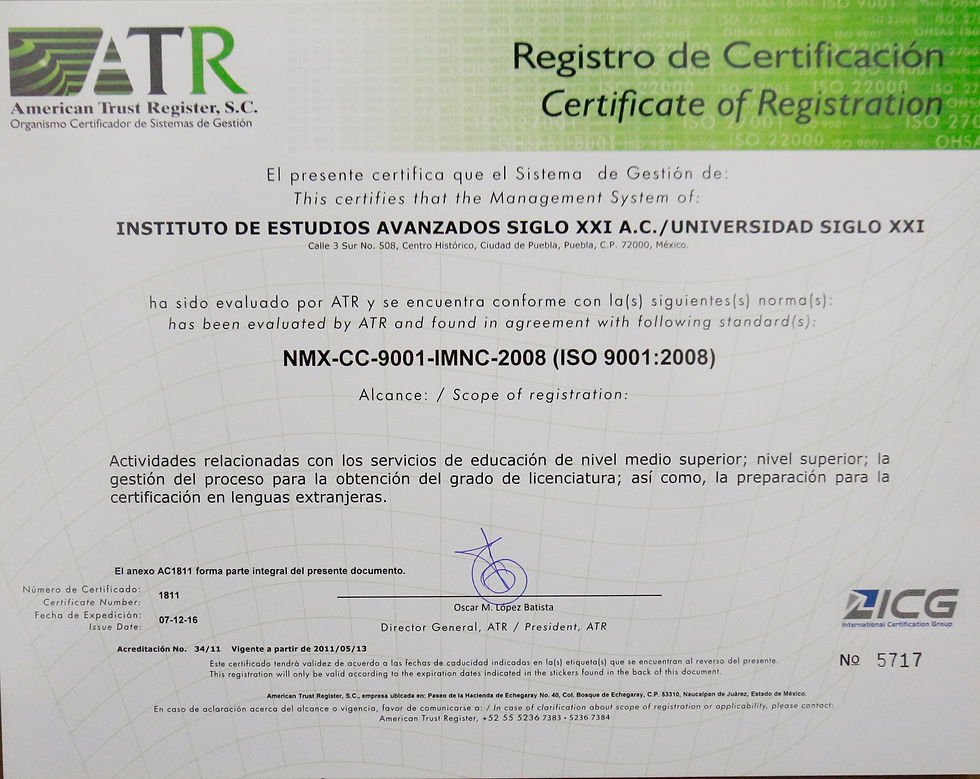 ATR
American Trust Register, S.C.
Organismo Certificador de Sistemas de Gestión
Registro de Certificación
Certificate of Registration
El presente certifica que el Sistema de Gestión de:
This certifies that the Management System of:
INSTITUTO DE ESTUDIOS AVANZADOS SIGLO XXI A.C./UNIVERSIDAD SIGLO XXI
Calle 3 Sur No. 508, Centro Histórico, Ciudad de Puebla, Puebla, C.P. 72000, México.
ha sido evaluado por ATR y se encuentra conforme con la(s) siguientes(s) norma(s):
has been evaluated by ATR and found in agreement with following standard(s):
NMX-CC-9001-IMNC-2008 (ISO 9001:2008)
Alcance: / Scope of registration:
Actividades relacionadas con los servicios de educación de nivel medio superior; nivel superior; la
gestión del proceso para la obtención del grado de licenciatura; así como, la preparación para la
certificación en lenguas extranjeras.
El anexo AC1811 forma parte integral del presente documento.
Número de Certificado:
Certificate Number:
1811
Fecha de Expedición:
Issue Date:
07-12-16
Oscar M. López Batista
Director General, ATR / President, ATR
ICG
International Certification Group
Acreditación No. 34/11 Vigente a partir de 2011/05/13
Nº 5717
Este certificado tendrá validez de acuerdo a las fechas de caducidad indicadas en la(s) etiqueta(s) que se encuentran al reverso del presente.
This registration will only be valid according to the expiration dates indicated in the stickers found in the back of this document.
American Trust Register, S.C., empresa ubicada en: Paseo de la Hacienda de Echegaray No. 40, Col. Bosque de Echegaray, C.P. 53310, Naucalpan de Juárez, Estado de México.
En caso de aclaración acerca del alcance o vigencia, favor de comunicarse a: / In case of clarification about scope of registration or applicability, please contact:
American Trust Register, +52 55 5236 7383 · 5236 7384